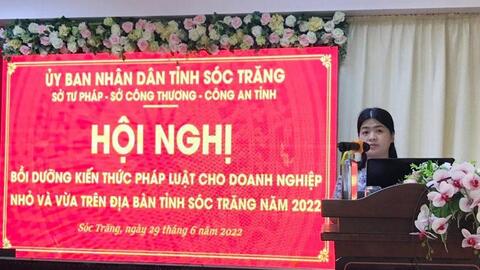 ỦY BAN NHÂN DÂN TỈNH SÓC TRĂNG
SỞ TƯ PHÁP - SỞ CÔNG THƯƠNG - CÔNG AN TỈNH
HỘI NGHỊ
BỒI DƯỠNG KIẾN THỨC PHÁP LUẬT CHO DOANH NGHIỆP
NHỎ VÀ VỪA TRÊN ĐỊA BÀN TỈNH SÓC TRĂNG NĂM 2022
Sóc Trăng, ngày 29 tháng 6 năm 2022